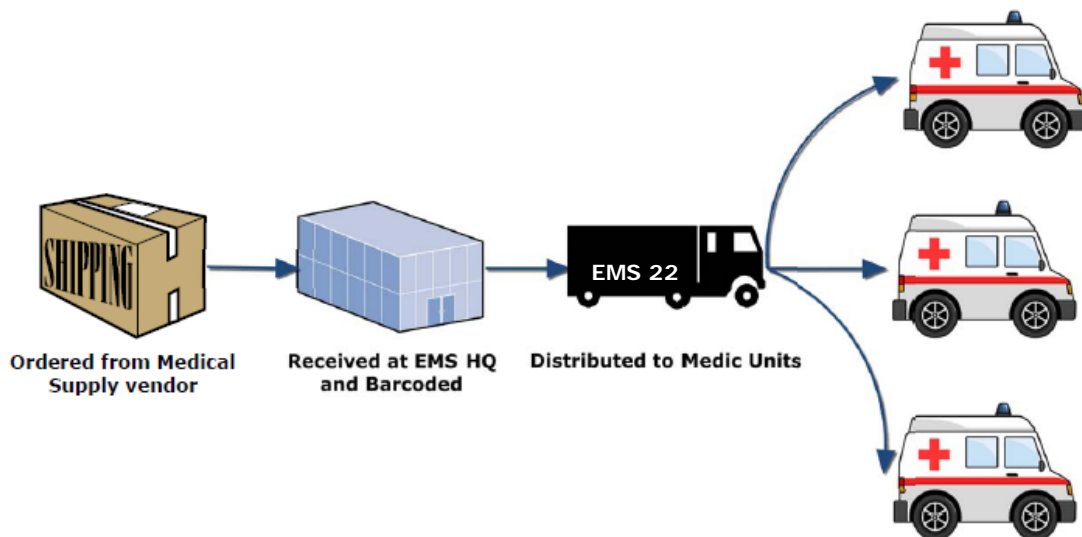 SHIPPING
EMS 22
Ordered from Medical
Supply vendor
Received at EMS HQ
and Barcoded
Distributed to Medic Units